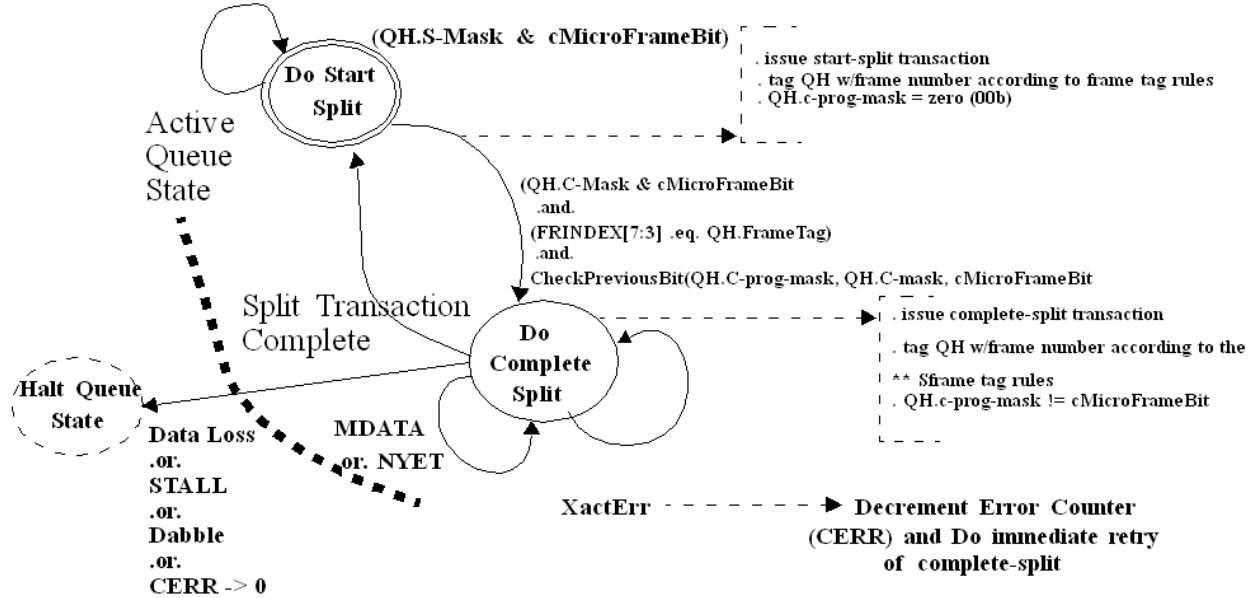 (QH.S-Mask & cMicroFrameBit)
. issue start-split transaction
. tag QH w/frame number according to frame tag rules
. QH.c-prog-mask = zero (00b)
Do Start
Split
Active
Queue
State
(QH.C-Mask & cMicroFrameBit
.and.
(FRINDEX[7:3] .eq. QH.FrameTag)
.and.
CheckPreviousBit(QH.C-prog-mask, QH.C-mask, cMicroFrameBit
Split Transaction
Complete
Do
Complete
Split
. issue complete-split transaction
. tag QH w/frame number according to the
** Sframe tag rules
. QH.c-prog-mask != cMicroFrameBit
Halt Queue
State
Data Loss
.or.
STALL
.or.
Dabble
.or.
CERR -> 0
MDATA
or. NYET
XactErr
Decrement Error Counter
(CERR) and Do immediate retry
of complete-split